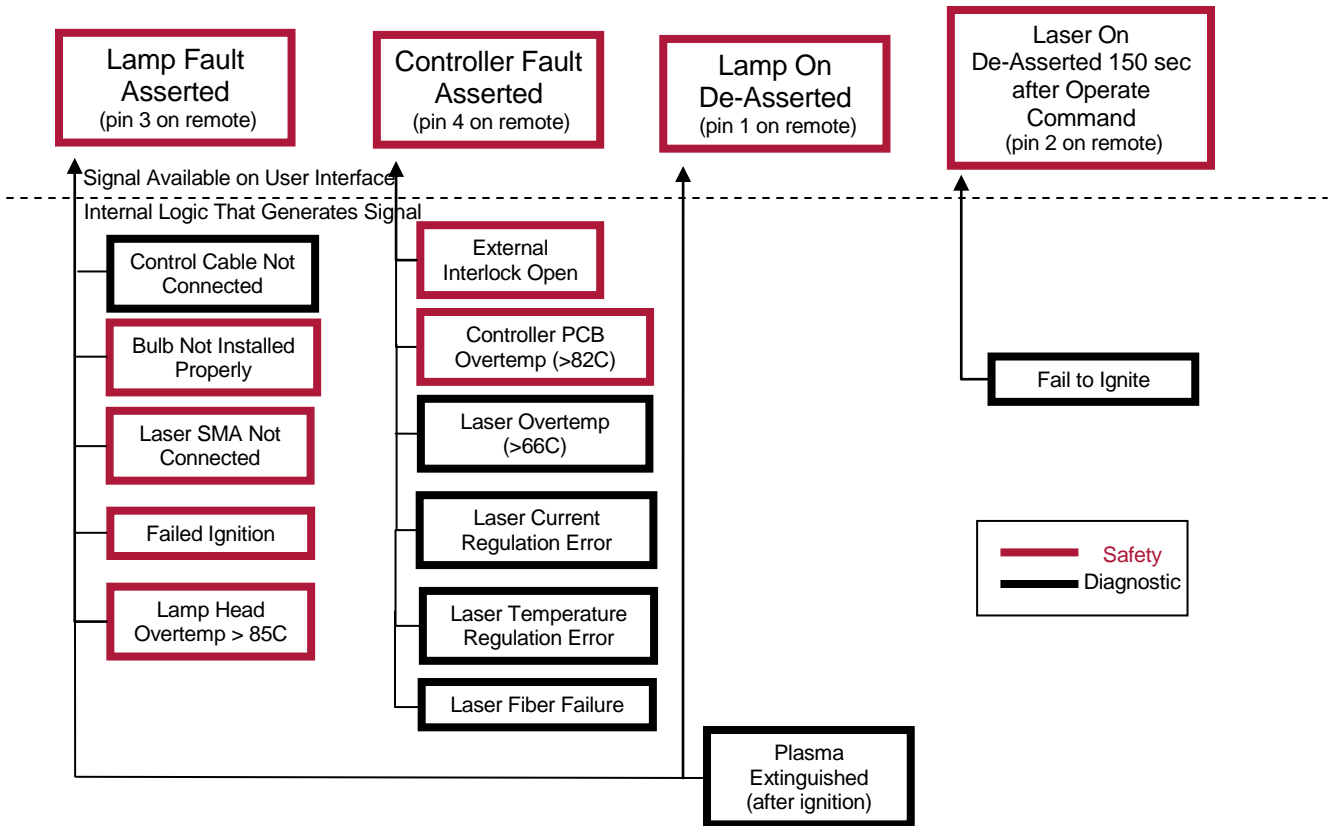 Lamp Fault
Asserted
(pin 3 on remote)
Controller Fault
Asserted
(pin 4 on remote)
Lamp On
De-Asserted
(pin 1 on remote)
Laser On
De-Asserted 150 sec
after Operate
Command
(pin 2 on remote)
Signal Available on User Interface
Internal Logic That Generates Signal
Control Cable Not
Connected
Bulb Not Installed
Properly
Laser SMA Not
Connected
Failed Ignition
Lamp Head
Overtemp > 85C
External
Interlock Open
Controller PCB
Overtemp (>82C)
Laser Overtemp
(>66C)
Laser Current
Regulation Error
Laser Temperature
Regulation Error
Laser Fiber Failure
Plasma
Extinguished
(after ignition)
Fail to Ignite
Safety
Diagnostic